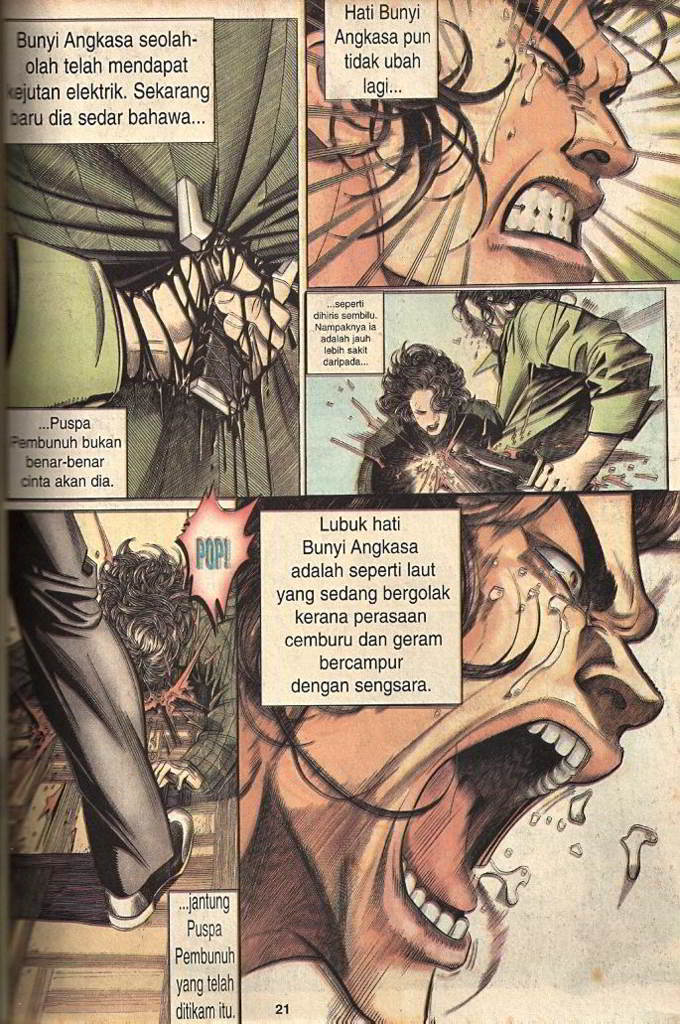 Bunyi Angkasa seolah-
olah telah mendapat
kejutan elektrik. Sekarang
baru dia sedar bahawa...
...Puspa
Pembunuh bukan
benar-benar
cinta akan dia.
Hati Bunyi
Angkasa pun
tidak ubah
lagi...
...seperti
dihiris sembilu.
Nampaknya ia
adalah jauh
lebih sakit
daripada...
POP!
...jantung
Puspa
Pembunuh
yang telah
ditikam itu.
Lubuk hati
Bunyi Angkasa
adalah seperti laut
yang sedang bergolak
kerana perasaan
cemburu dan geram
bercampur
dengan sengsara.
21